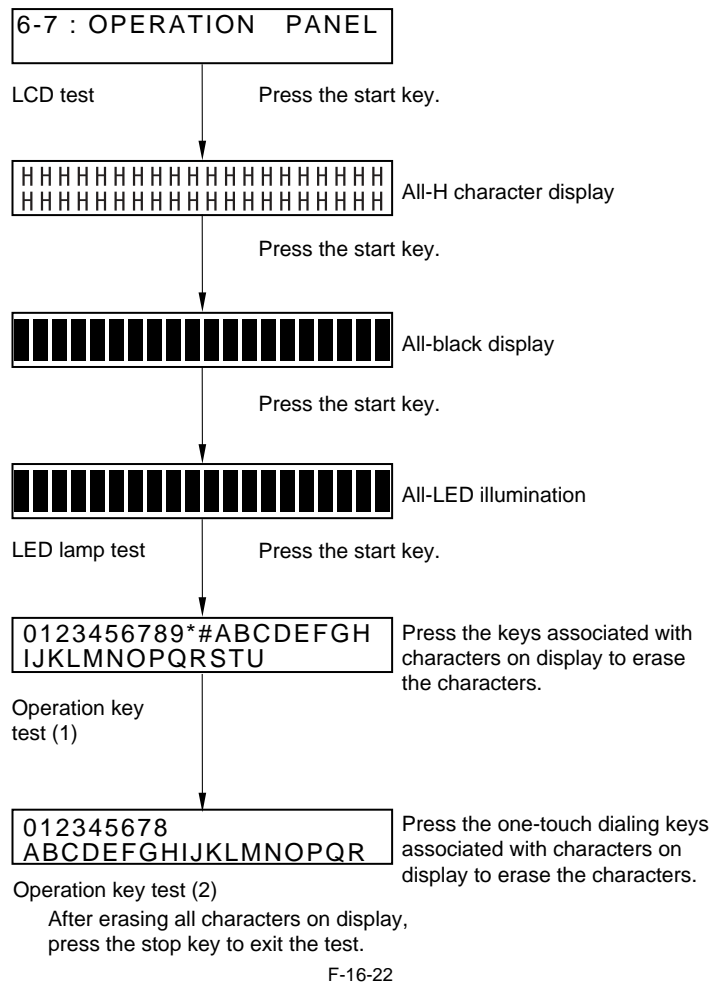 6-7 : OPERATION PANEL
LCD test
Press the start key.
HHHHHHHHHHHHHHHHHHHH
HHHHHHHHHHHHHHHHHHHH
All-H character display
Press the start key.
All-black display
Press the start key.
All-LED illumination
LED lamp test
Press the start key.
0123456789*#ABCDEFGH
IJKLMNOPQRSTU
Press the keys associated with
characters on display to erase
the characters.
Operation key
test (1)
012345678
ABCDEFGHIJKLMNOPQR
Press the one-touch dialing keys
associated with characters on
display to erase the characters.
Operation key test (2)
After erasing all characters on display,
press the stop key to exit the test.
F-16-22